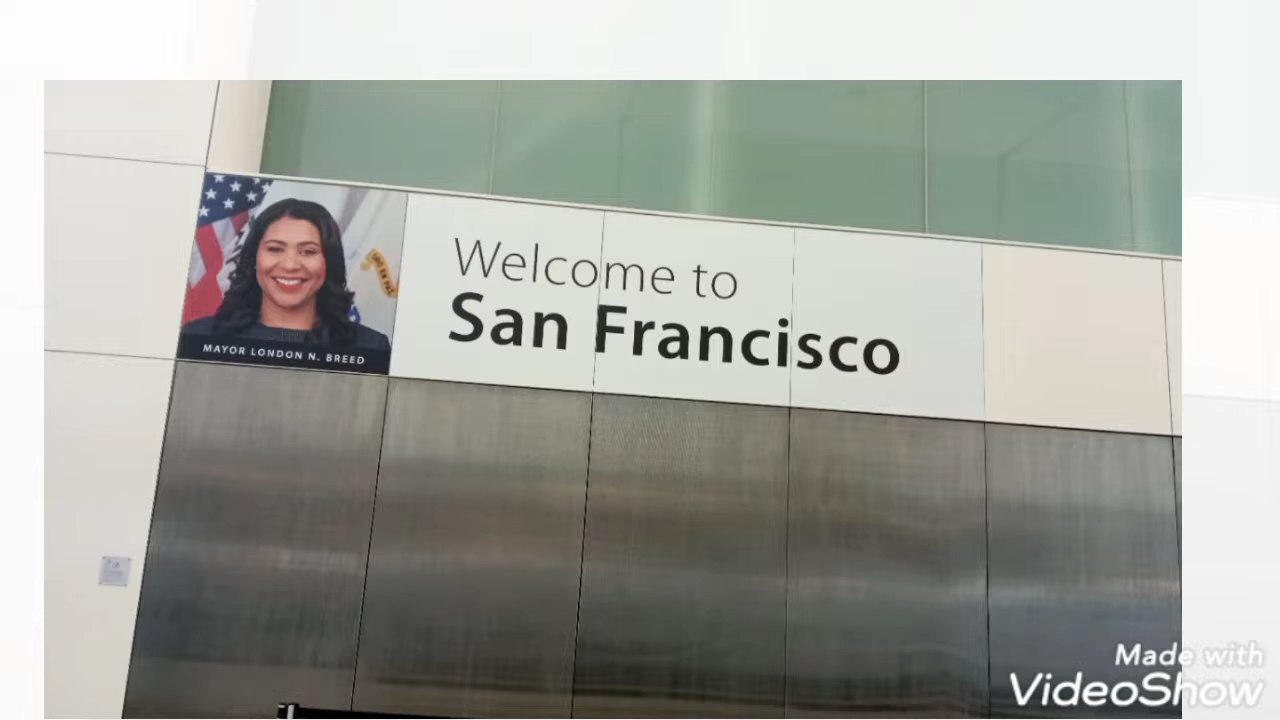 Welcome to
San Francisco
MAYOR LONDON N. BREED
Made with
VideoShow